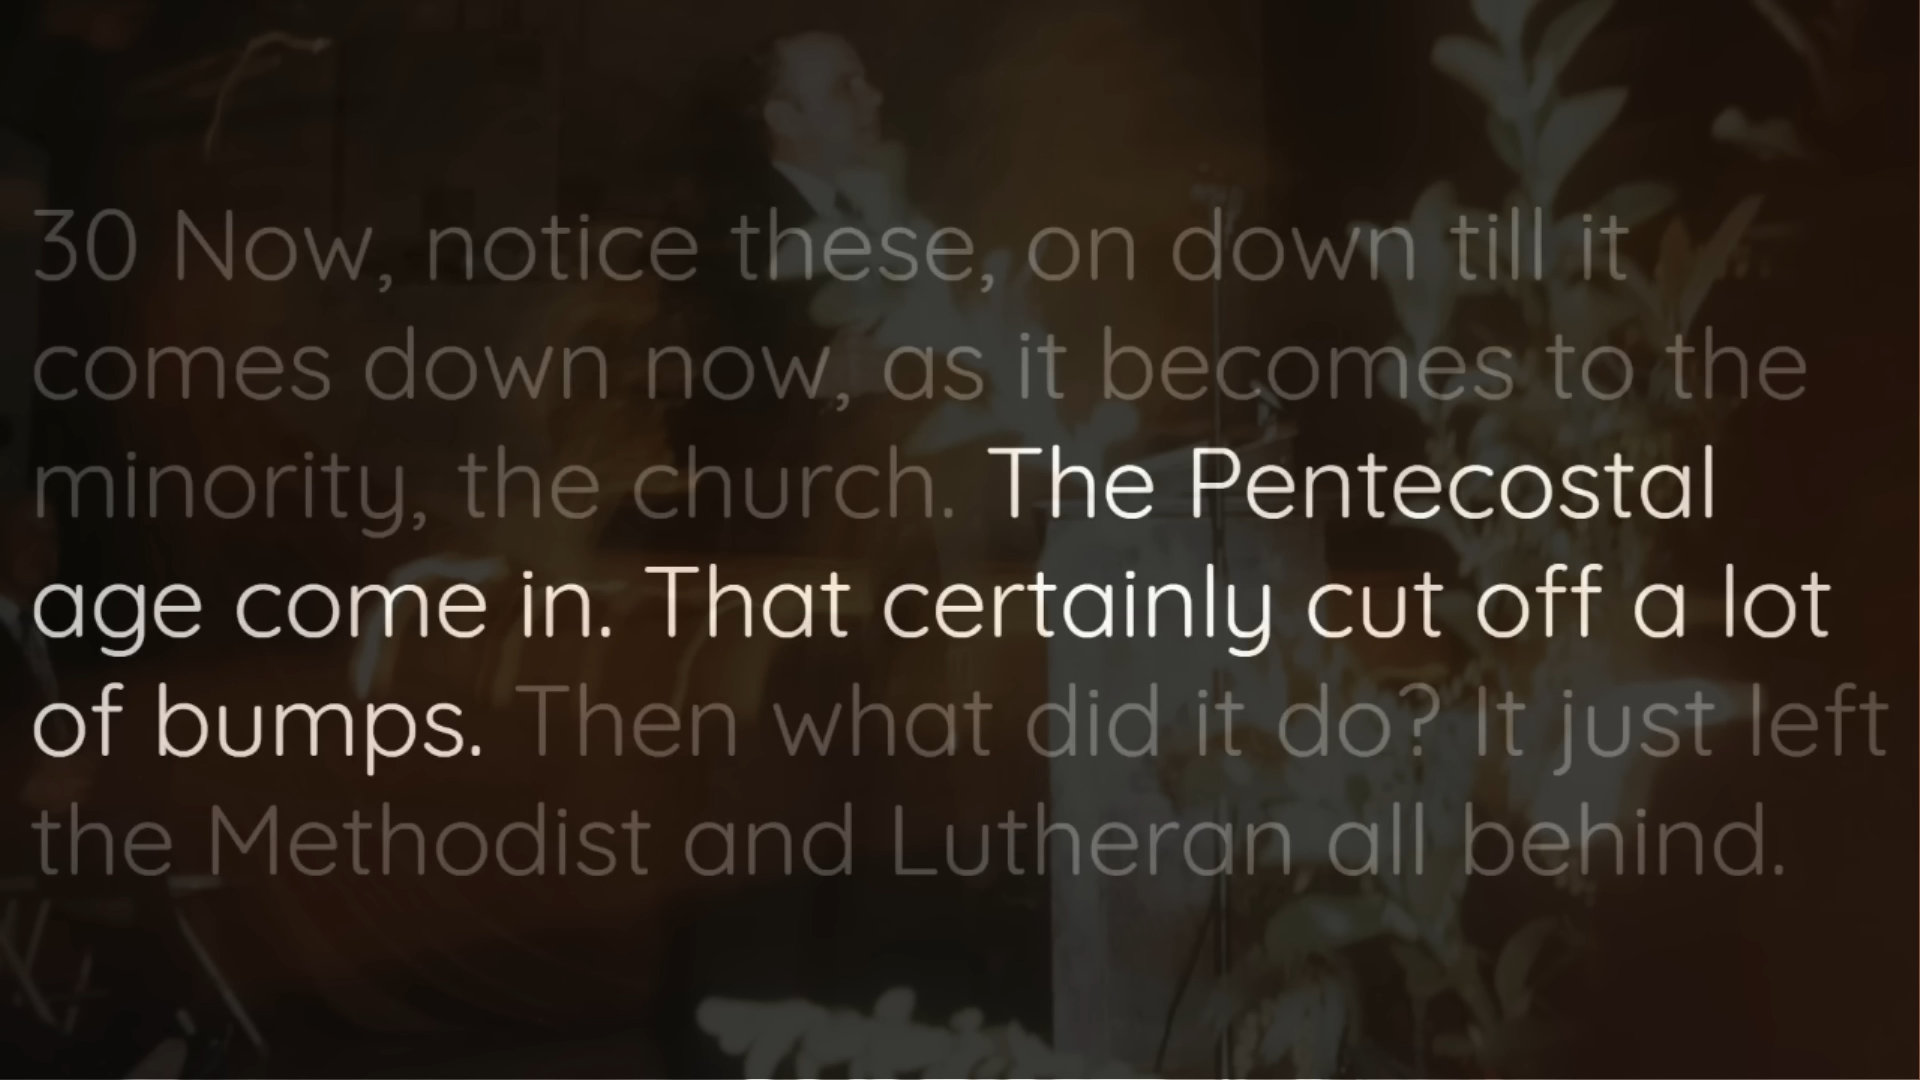 30 Now, notice these, on down till it
comes down now, as it becomes to the
minority, the church. The Pentecostal
age come in. That certainly cut off a lot
of bumps. Then what did it do? It just left
the Methodist and Lutheran all behind.